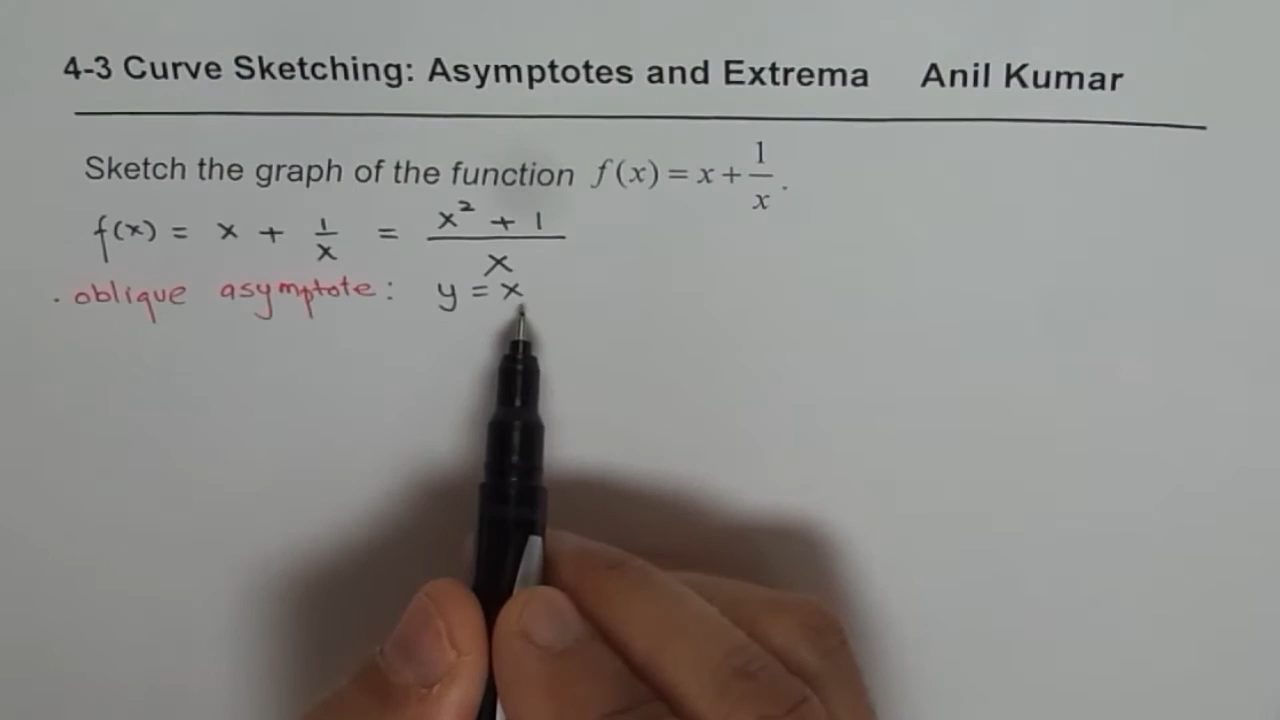 4-3 Curve Sketching: Asymptotes and Extrema Anil Kumar
Sketch the graph of the function f(x) = x + 1/x .
f(x) = x + 1/x = (x² + 1)/x
. oblique asymptote: y = x